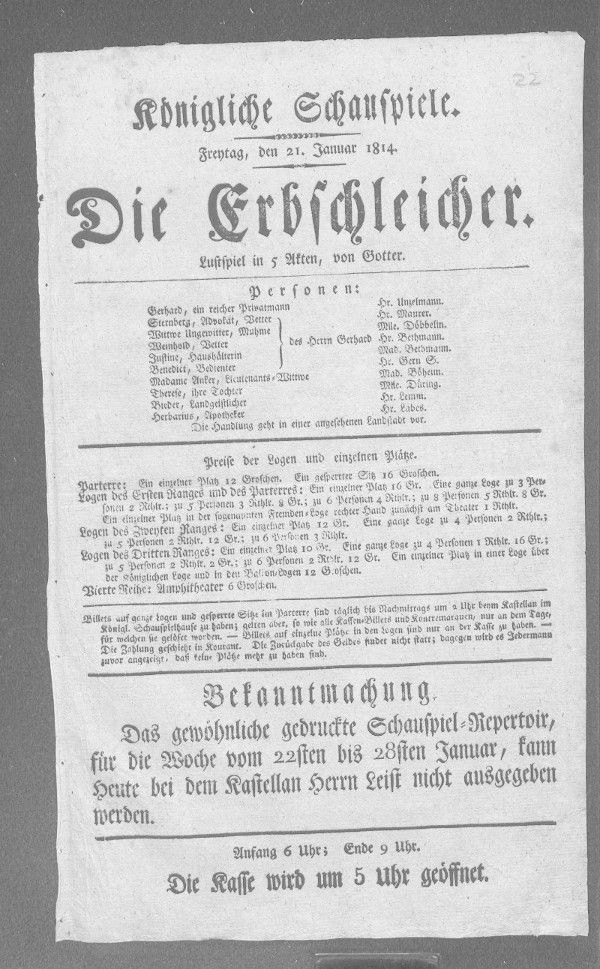 22
Königliche Schauspiele.
Freytag, den 21. Januar 1814.
Die Erbschleicher.
Lustspiel in 5 Akten, von Gotter.
Personen:
Gerhard, ein reicher Privatmann Hr. Unzelmann.
Sternberg, Advokat, Vetter Hr. Maurer.
Wittwe Ungewitter, Muhme Mlle. Döbbelin.
Weinhold, Vetter des Herrn Gerhard Hr. Bethmann.
Justine, Haushälterin Mad. Bethmann.
Benedict, Bedienter Hr. Gern S.
Madame Anker, Lieutenants-Wittwe Mad. Böheim.
Therese, ihre Tochter Mlle. Düring.
Bieder, Landgeistlicher Hr. Lemm.
Herbarius, Apotheker Hr. Labes.
Die Handlung geht in einer angesehenen Landstadt vor.
Preise der Logen und einzelnen Plätze.
Parterre: Ein einzelner Platz 12 Groschen. Ein gesperrter Sitz 16 Groschen.
Logen des Ersten Ranges und des Parterres: Ein einzelner Platz 16 Gr. Eine ganze Loge zu 3 Per-
sonen 2 Rthlr.; zu 5 Personen 3 Rthlr. 8 Gr.; zu 6 Personen 4 Rthlr.; zu 8 Personen 5 Rthlr. 8 Gr.
Ein einzelner Platz in der sogenannten Fremden-Loge rechter Hand zunächst am Theater 1 Rthlr.
Logen des Zweyten Ranges: Ein einzelner Platz 12 Gr. Eine ganze Loge zu 4 Personen 2 Rthlr.;
zu 5 Personen 2 Rthlr. 12 Gr.; zu 6 Personen 3 Rthlr.
Logen des Dritten Ranges: Ein einzelner Platz 10 Gr. Eine ganze Loge zu 4 Personen 1 Rthlr. 16 Gr.;
zu 5 Personen 2 Rthlr. 2 Gr.; zu 6 Personen 2 Rthlr. 12 Gr. Ein einzelner Platz in einer Loge über
der Königlichen Loge und in den Ballon-Logen 12 Groschen.
Vierte Reihe: Amphitheater 6 Groschen.
Billets auf ganze Logen und gesperrte Sitze im Parterre sind täglich bis Nachmittags um 2 Uhr beym Kastellan im
Königl. Schauspielhause zu haben; gelten aber, so wie alle Kassen-Billets und Kontremarquen, nur an dem Tage,
für welchen sie gelöset worden. — Billets auf einzelne Plätze in den Logen sind nur an der Kasse zu haben. —
Die Zahlung geschieht in Kourant. Die Zurückgabe des Geldes findet nicht statt; dagegen wird es Jedermann
zuvor angezeigt, daß keine Plätze mehr zu haben sind.
Bekanntmachung.
Das gewöhnliche gedruckte Schauspiel-Repertoir,
für die Woche vom 22sten bis 28sten Januar, kann
Heute bei dem Kastellan Herrn Leist nicht ausgegeben
werden.
Anfang 6 Uhr; Ende 9 Uhr.
Die Kasse wird um 5 Uhr geöffnet.